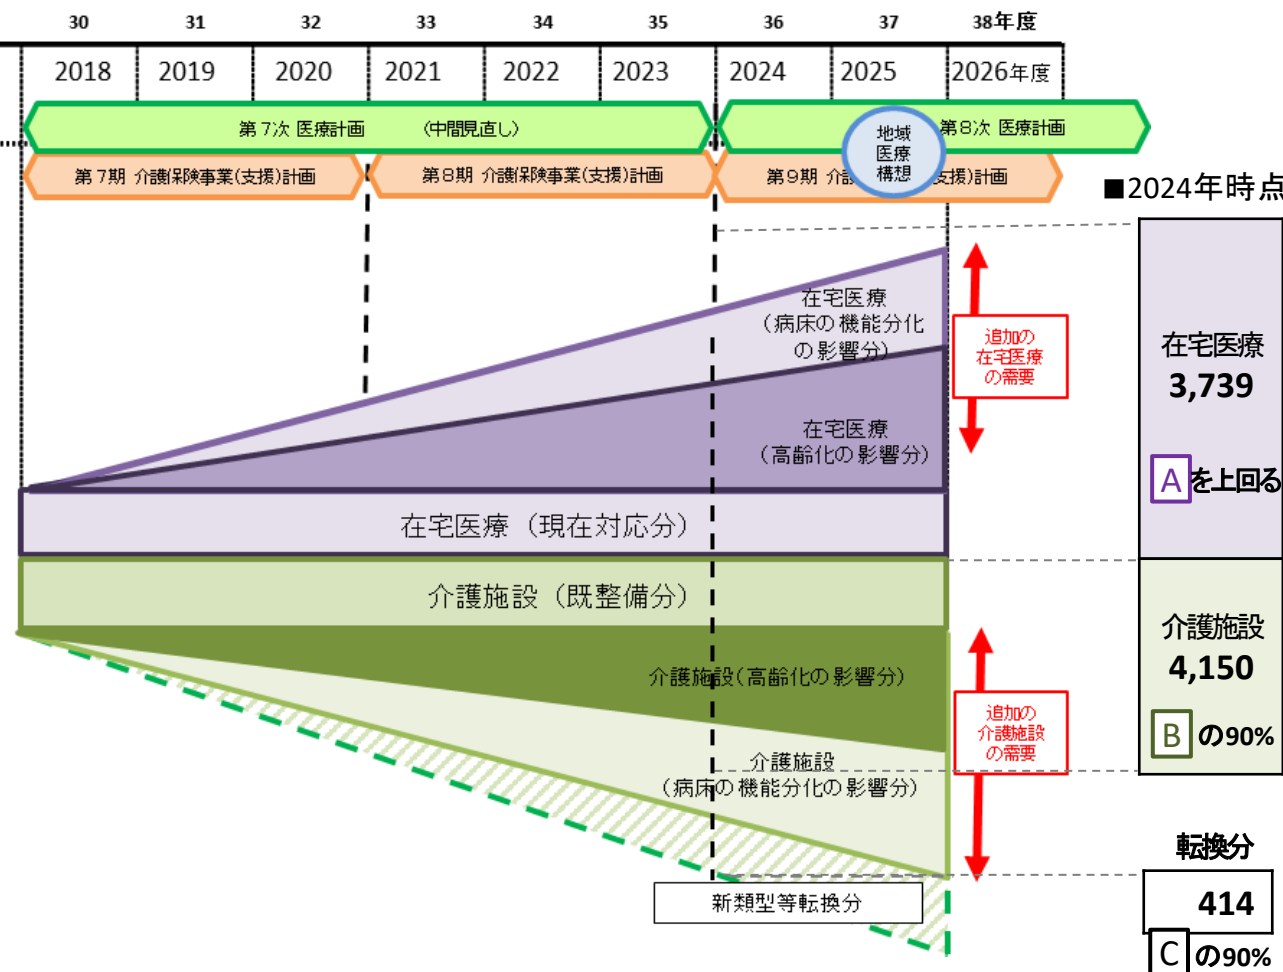 30 31 32 33 34 35 36 37 38年度
2018 2019 2020 2021 2022 2023 2024 2025 2026年度
第7次 医療計画 (中間見直し)
第8次 医療計画
地域
医療
構想
第7期 介護保険事業(支援)計画
第8期 介護保険事業(支援)計画
第9期 介護 支援)計画
■2024年時点
在宅医療
(病床の機能分化
の影響分)
追加の
在宅医療
の需要
在宅医療
3,739
Aを上回る
在宅医療
(高齢化の影響分)
在宅医療(現在対応分)
介護施設(既整備分)
介護施設(高齢化の影響分)
介護施設
(病床の機能分化の影響分)
追加の
介護施設
の需要
介護施設
4,150
B の90%
新類型等転換分
転換分
414
C の90%